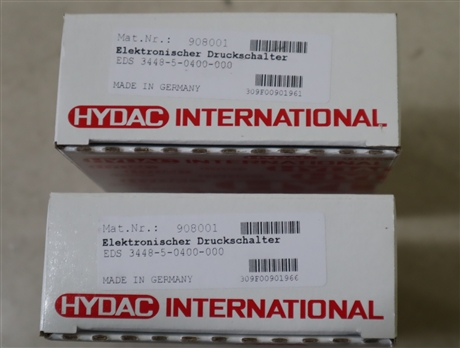 Mat.Nr.: 908001
Elektronischer Druckschalter
EDS 3448-5-0400-000
MADE IN GERMANY 309F00901961
HYDAC INTERNATIONAL
Mat.Nr.: 908001
Elektronischer Druckschalter
EDS 3448-5-0400-000
MADE IN GERMANY 309F00901966
HYDAC INTERNATIONAL